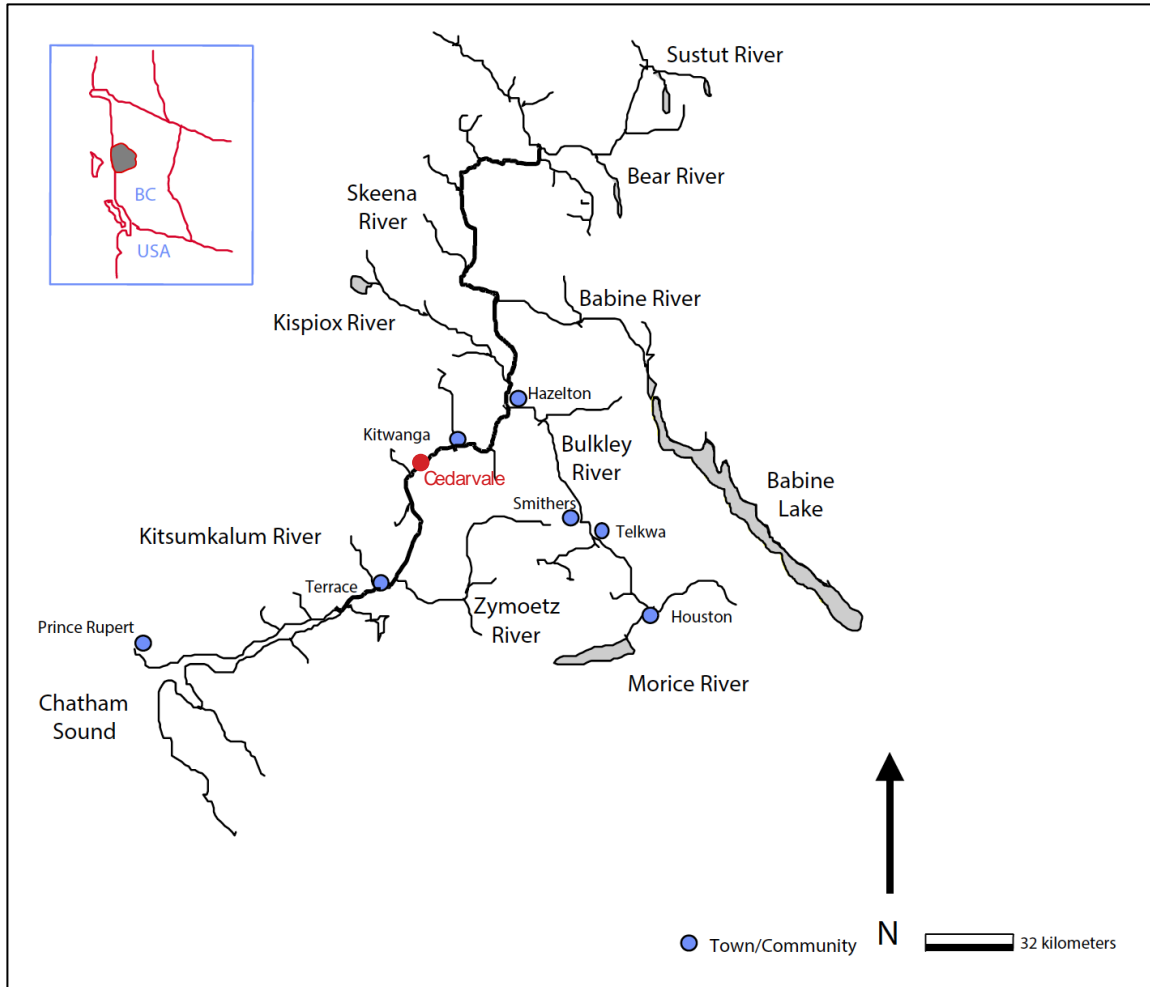 Sustut River
BC
USA
Bear River
Skeena
River
Babine River
Kispiox River
Hazelton
Kitwanga
Cedarvale
Bulkley
River
Babine
Lake
Smithers
Telkwa
Kitsumkalum River
Terrace
Zymoetz
River
Houston
Prince Rupert
Morice River
Chatham
Sound
Town/Community
N
32 kilometers